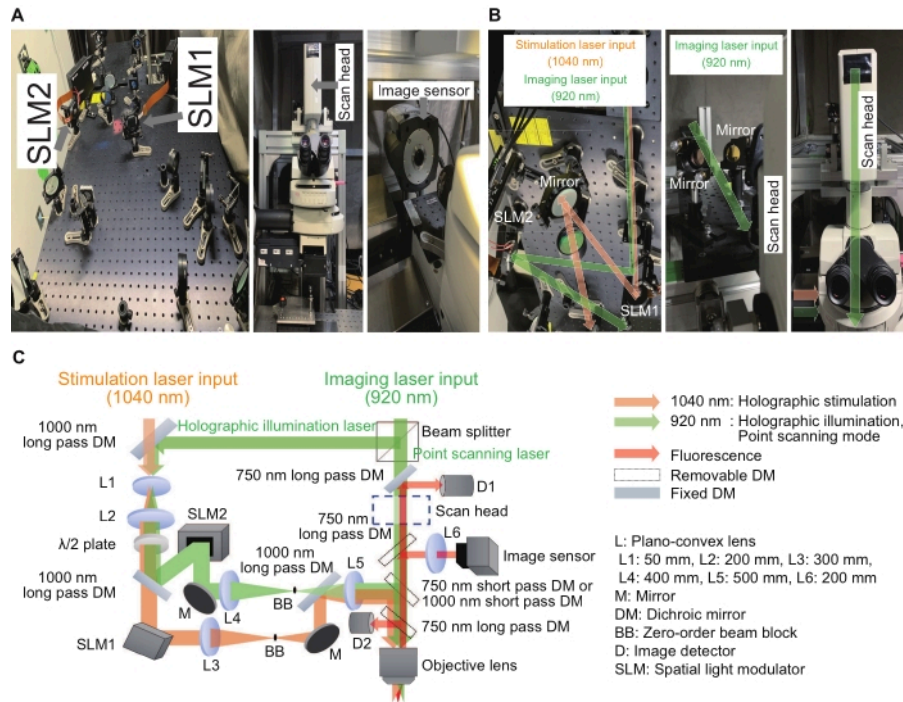 A
SLM2
SLM1
Scan head
Image sensor
B
Stimulation laser input
(1040 nm)
Imaging laser input
(920 nm)
Mirror
SLM2
SLM1
Imaging laser input
(920 nm)
Mirror
Mirror
Scan head
Scan head
C
Stimulation laser input
(1040 nm)
Imaging laser input
(920 nm)
1000 nm
long pass DM
Holographic illumination laser
Beam splitter
Point scanning laser
750 nm long pass DM
D1
L1
L2
SLM2
λ/2 plate
1000 nm
long pass DM
750 nm
long pass DM
Scan head
L6
Image sensor
1000 nm
long pass DM
L5
M
L4
BB
750 nm short pass DM or
1000 nm short pass DM
D2
750 nm long pass DM
SLM1
L3
BB
M
Objective lens
1040 nm: Holographic stimulation
920 nm : Holographic illumination,
Point scanning mode
Fluorescence
Removable DM
Fixed DM
L: Plano-convex lens
L1: 50 mm, L2: 200 mm, L3: 300 mm,
L4: 400 mm, L5: 500 mm, L6: 200 mm
M: Mirror
DM: Dichroic mirror
BB: Zero-order beam block
D: Image detector
SLM: Spatial light modulator